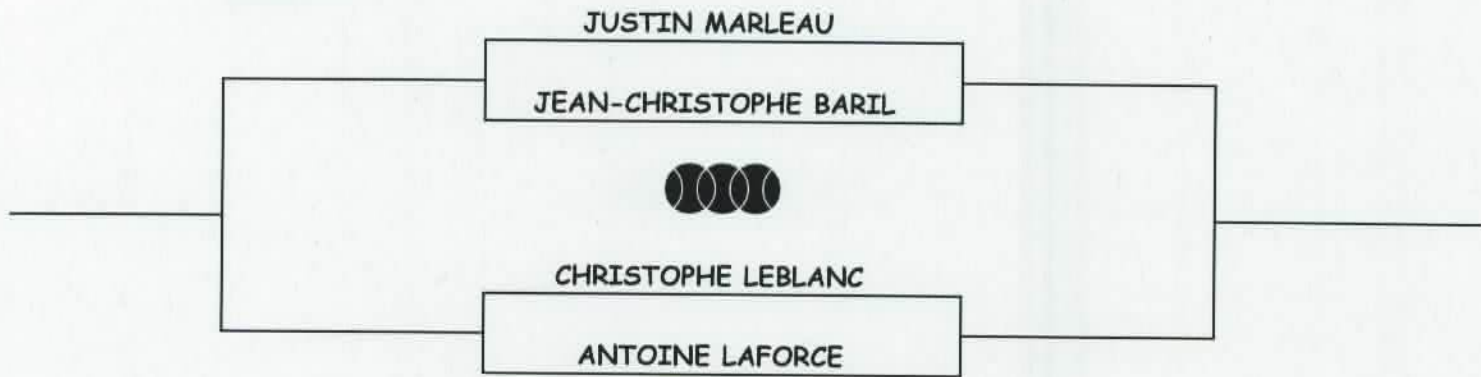 JUSTIN MARLEAU
JEAN-CHRISTOPHE BARIL
CHRISTOPHE LEBLANC
ANTOINE LAFORCE